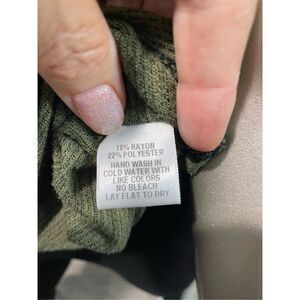 78% RAYON
22% POLYESTER
HAND WASH IN
COLD WATER WITH
LIKE COLORS
NO BLEACH
LAY FLAT TO DRY